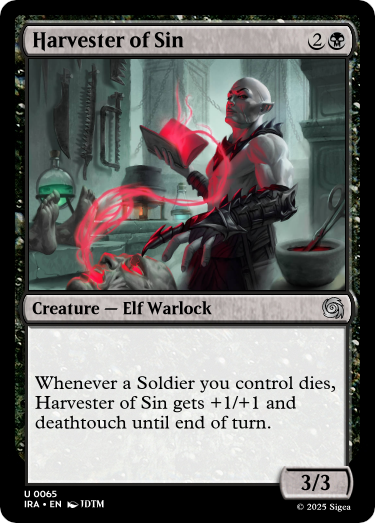 Harvester of Sin 2
Creature — Elf Warlock
Whenever a Soldier you control dies,
Harvester of Sin gets +1/+1 and
deathtouch until end of turn.
3/3
U 0065
IRA • EN 1DTM
© 2025 Sigea